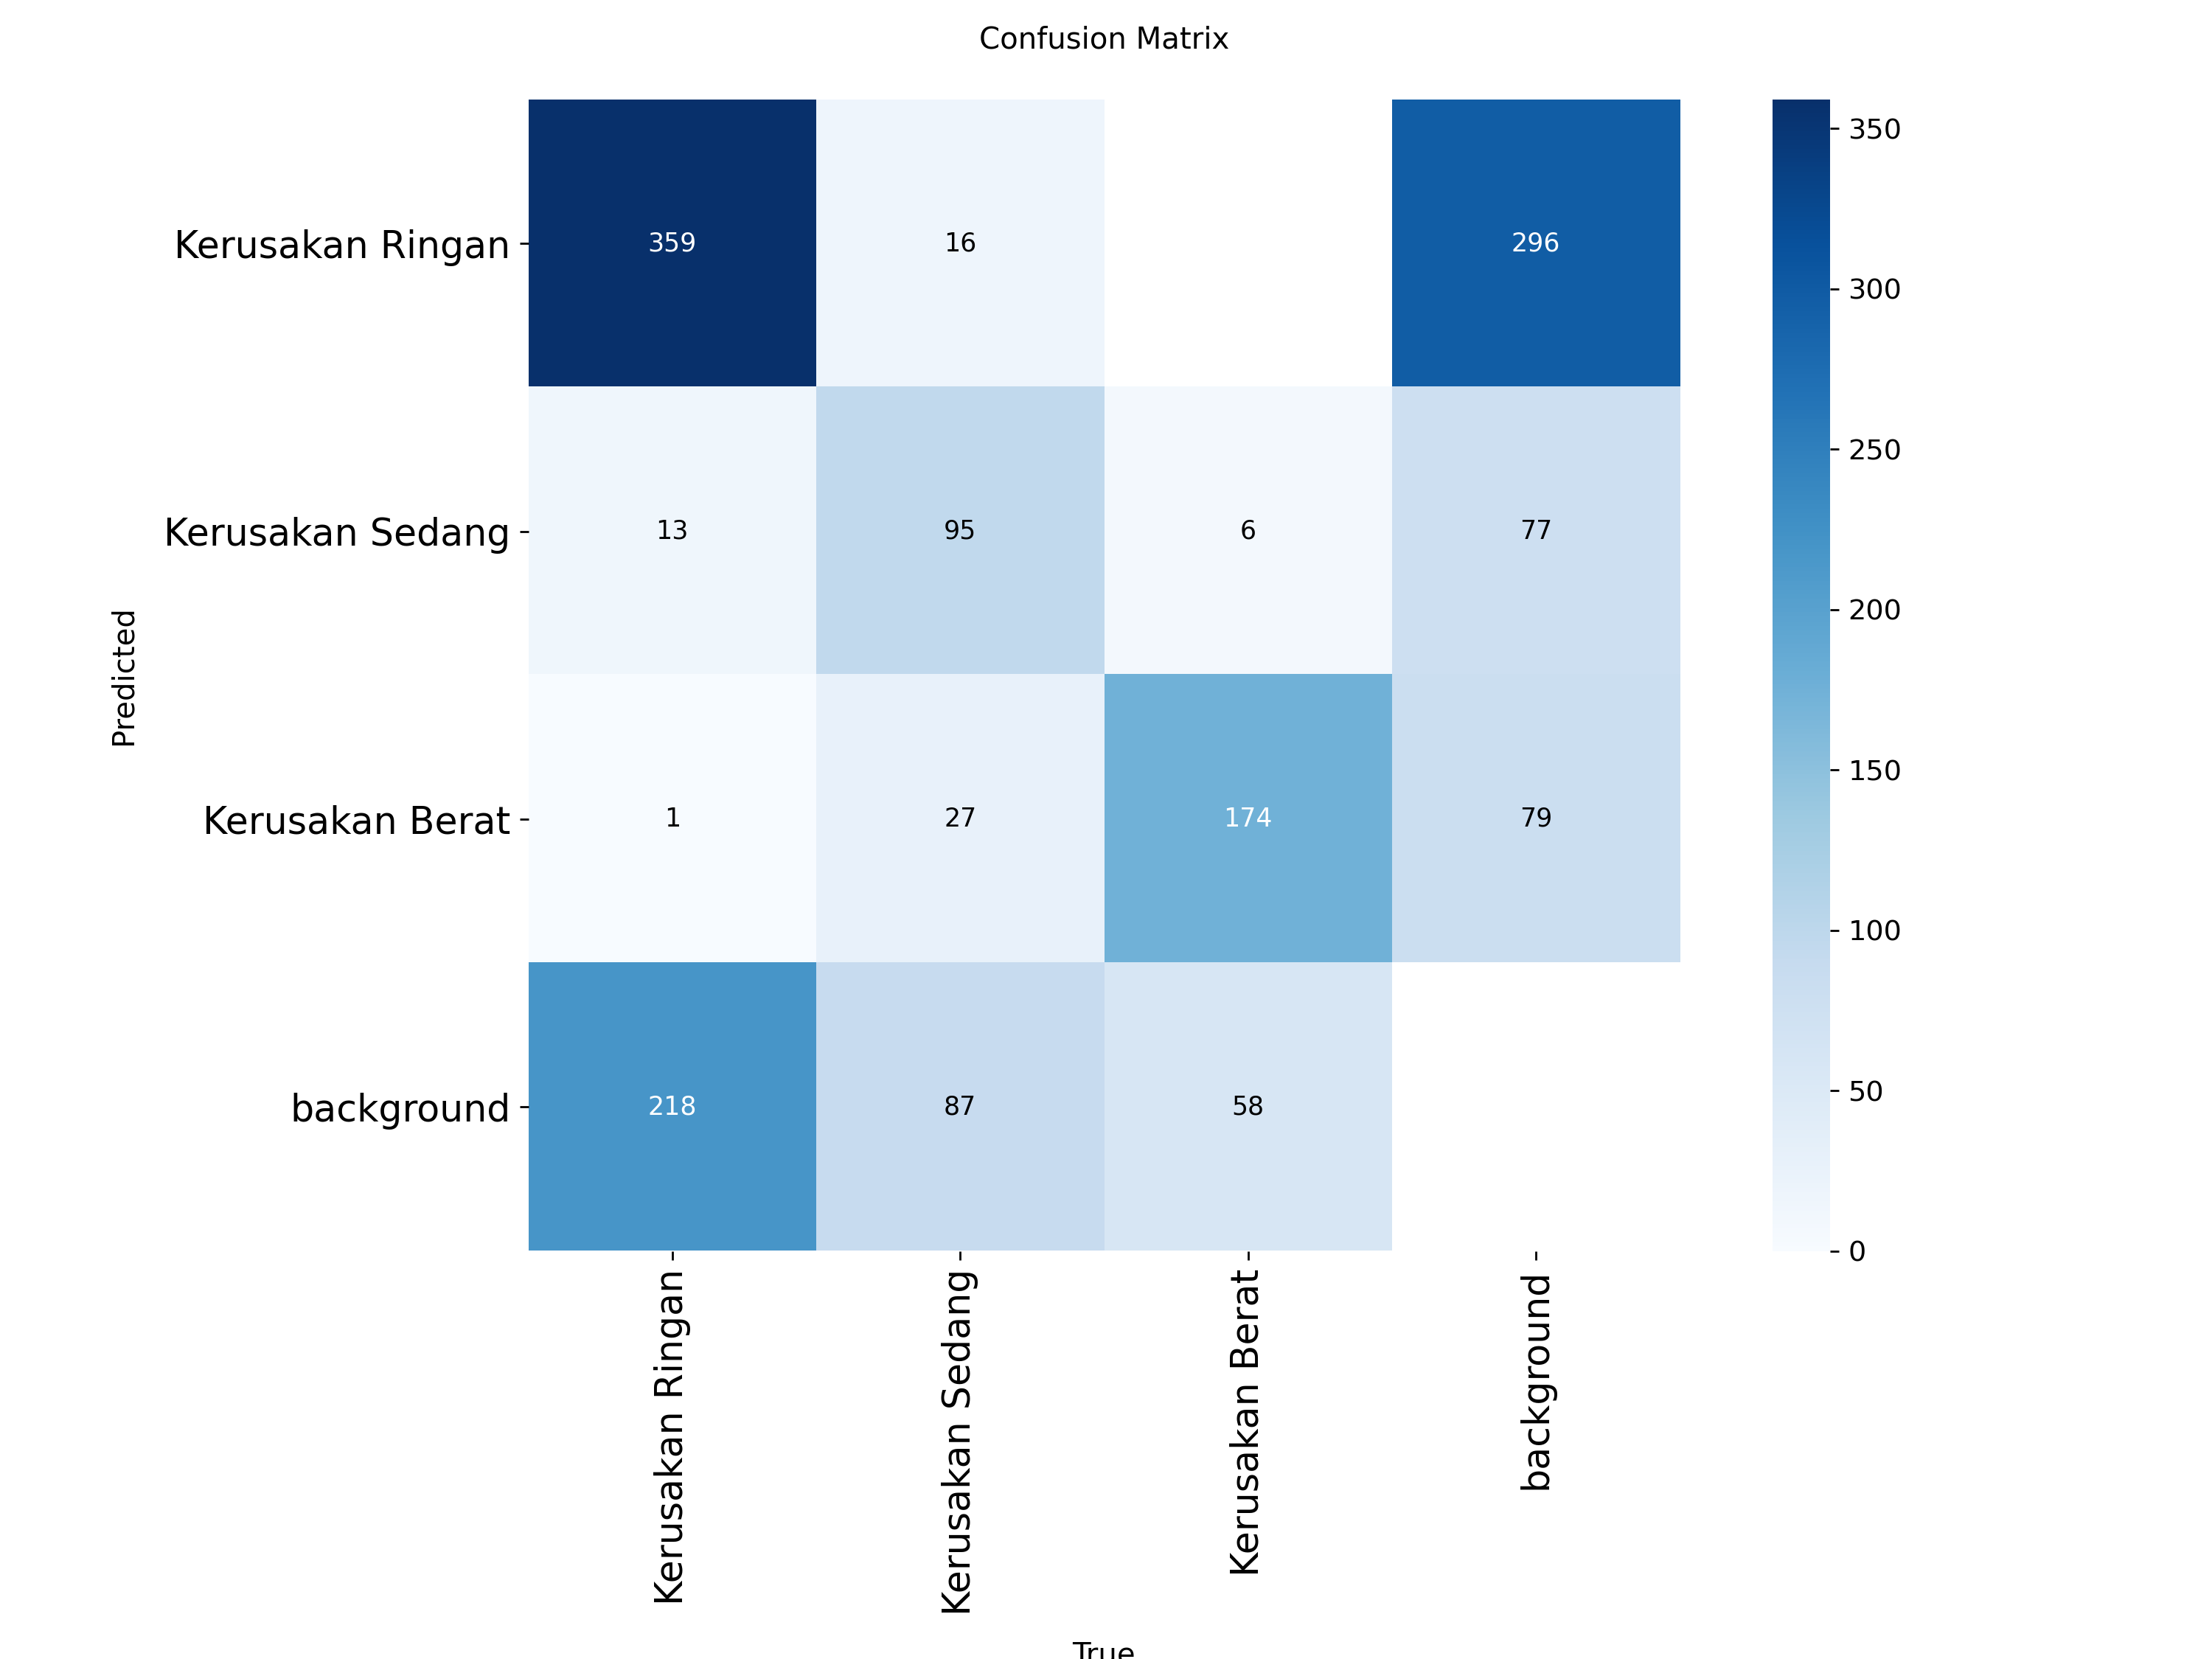 Confusion Matrix
Kerusakan Ringan
359
16
296
350
300
Kerusakan Sedang
13
95
6
77
250
200
Predicted
Kerusakan Berat
1
27
174
79
150
100
background
218
87
58
50
0
Kerusakan Ringan
Kerusakan Sedang
Kerusakan Berat
background
True